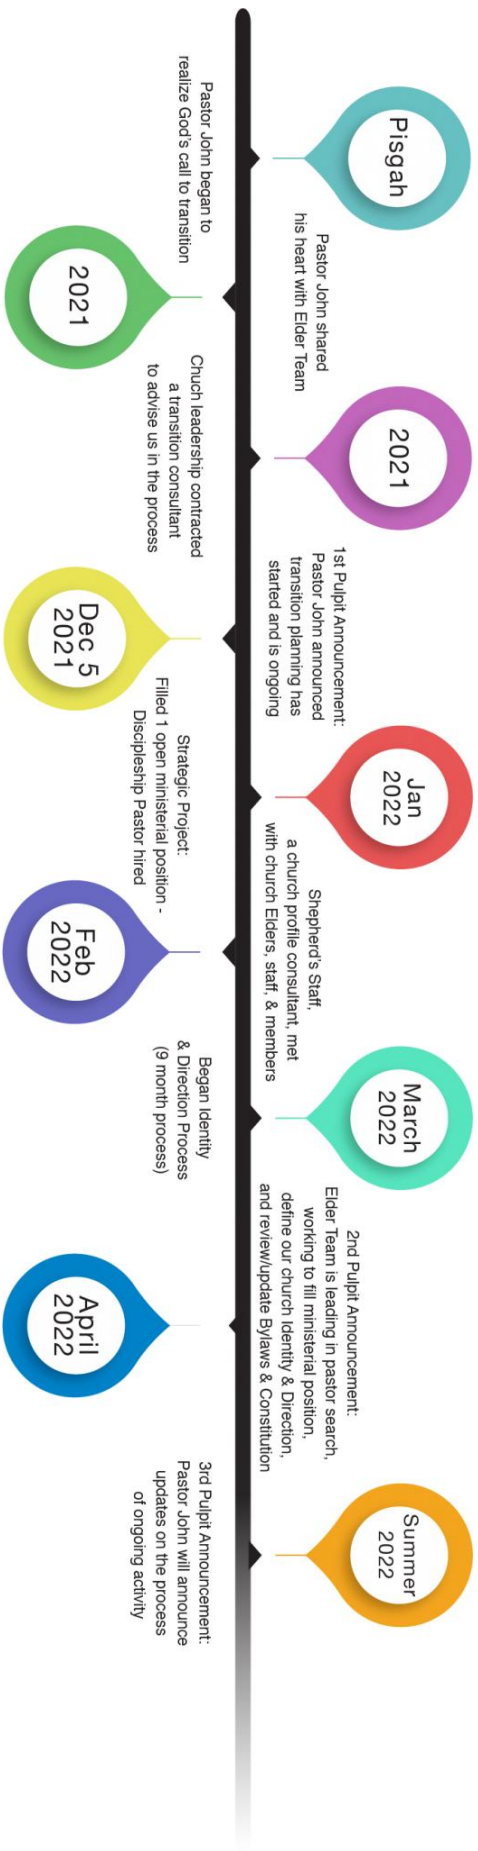 Pisgah
Pastor John began to
realize God's call to transition
2021
Pastor John shared
his heart with Elder Team
2021
Chuch leadership contracted
a transition consultant
to advise us in the process
Dec 5
2021
1st Pulpit Announcement:
Pastor John announced
transition planning has
started and is ongoing
Jan
2022
Strategic Project:
Filled 1 open ministerial position -
Discipleship Pastor hired
Feb
2022
Shepherd's Staff,
a church profile consultant, met
with church Elders, staff, & members
March
2022
Began Identity
& Direction Process
(9 month process)
April
2022
2nd Pulpit Announcement:
Elder Team is leading in pastor search,
working to fill ministerial position,
define our church Identity & Direction,
and review/update Bylaws & Constitution
Summer
2022
3rd Pulpit Announcement:
Pastor John will announce
updates on the process
of ongoing activity